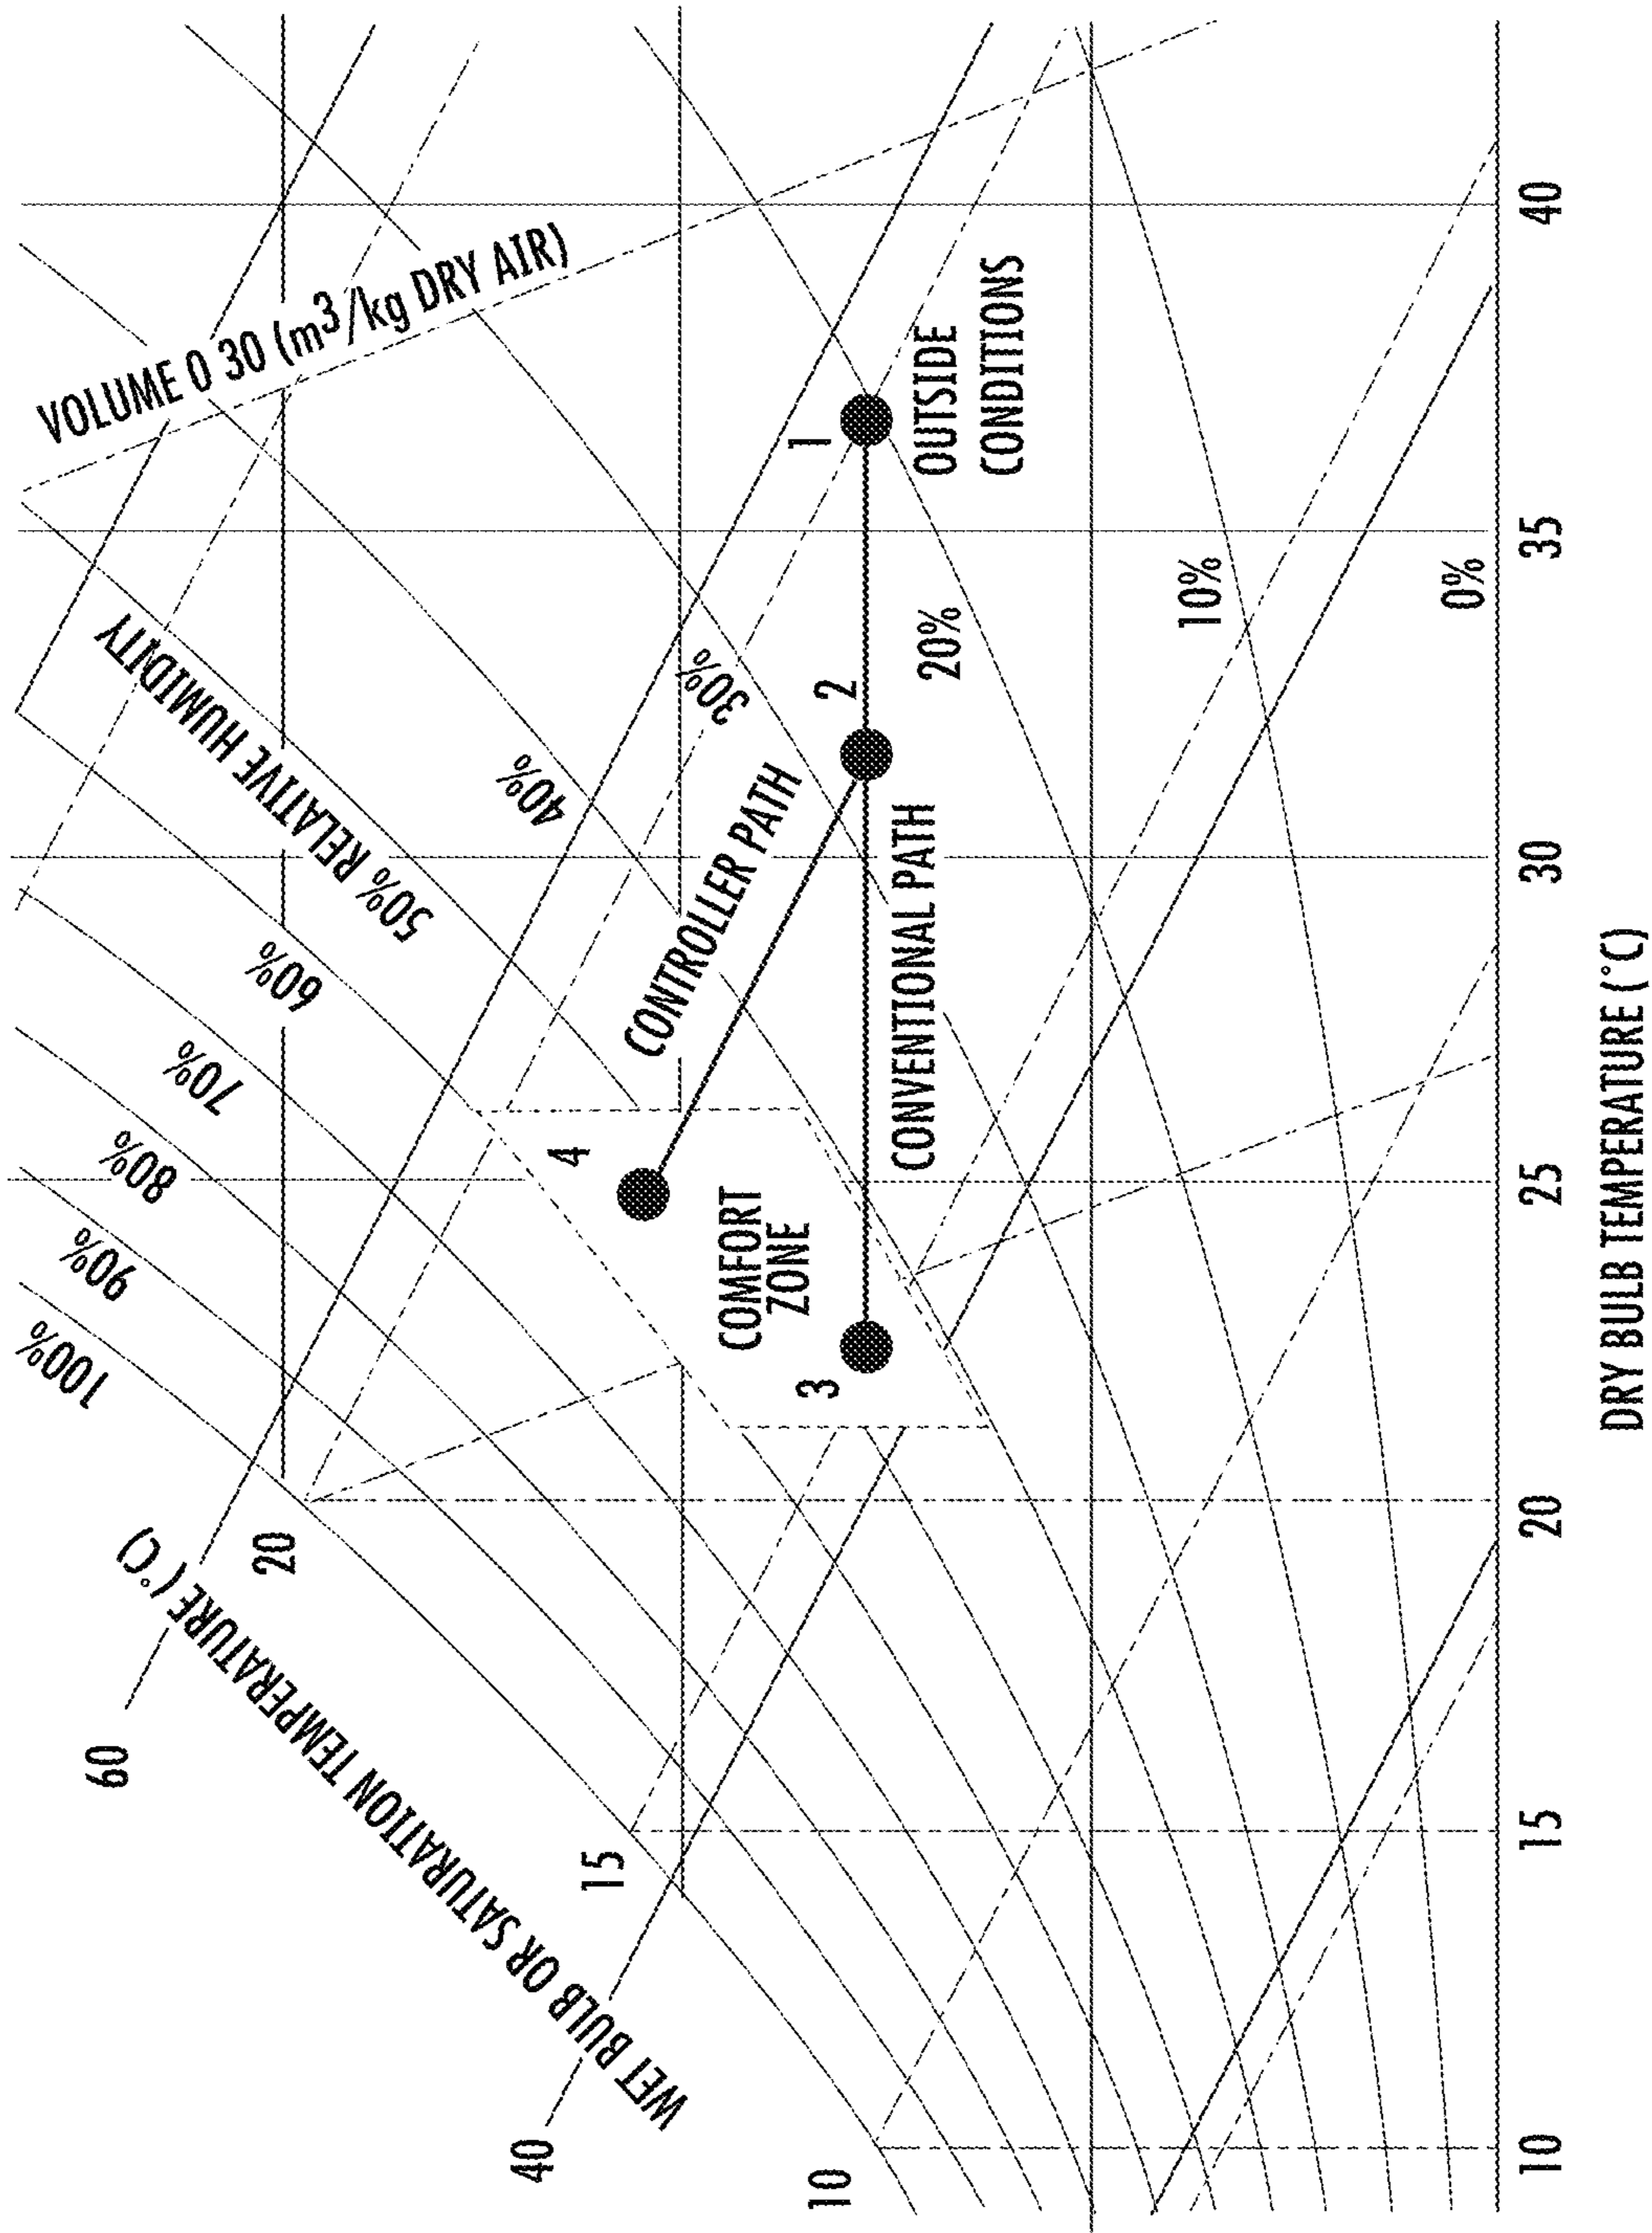 VOLUME 0 30 (m³/kg DRY AIR)
50% RELATIVE HUMIDITY
60%
70%
80%
90%
100%
40%
30%
20%
10%
0%
WET BULB OR SATURATION TEMPERATURE (°C)
60
40
20
15
10
CONTROLLER PATH
CONVENTIONAL PATH
COMFORT
ZONE
OUTSIDE
CONDITIONS
1
2
3
4
10
15
20
25
30
35
40
DRY BULB TEMPERATURE (°C)